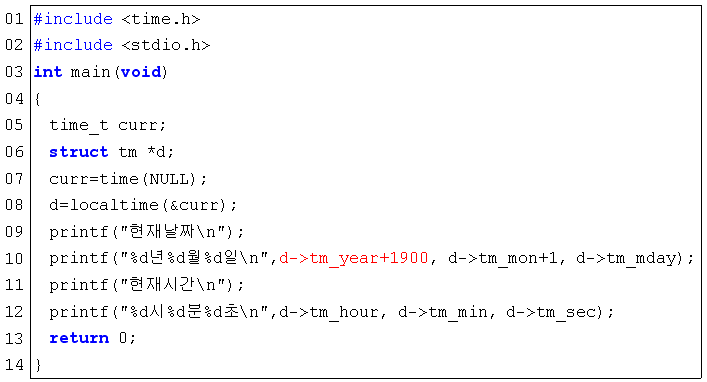 01 #include <time.h>
02 #include <stdio.h>
03 int main(void)
04 {
05 time_t curr;
06 struct tm *d;
07 curr=time(NULL);
08 d=localtime(&curr);
09 printf("현재날짜\n");
10 printf("%d년%d월%d일\n",d->tm_year+1900, d->tm_mon+1, d->tm_mday);
11 printf("현재시간\n");
12 printf("%d시%d분%d초\n",d->tm_hour, d->tm_min, d->tm_sec);
13 return 0;
14 }